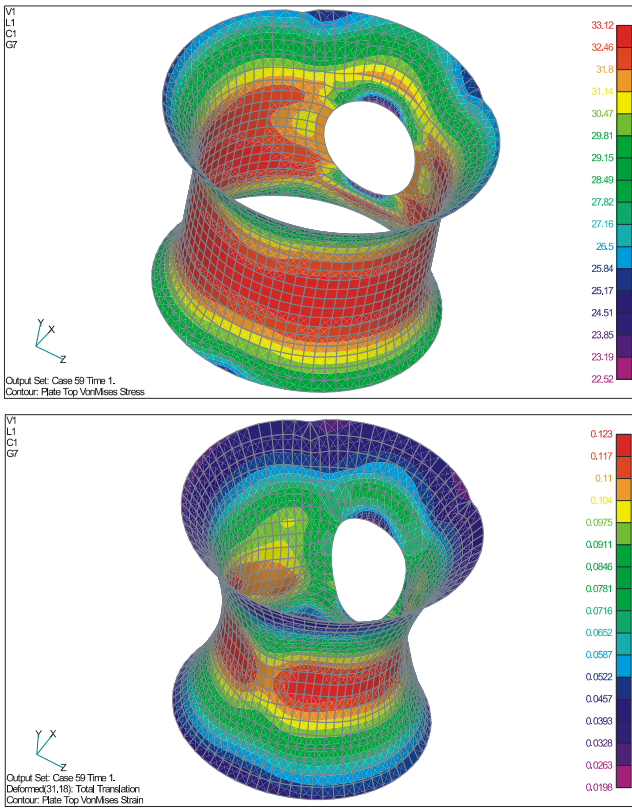 V1
L1
C1
G7
33.12
32.46
31.8
31.14
30.47
29.81
29.15
28.49
27.82
27.16
26.5
25.84
25.17
24.51
23.85
23.19
22.52
Y
X
Z
Output Set: Case 59 Time 1.
Contour: Plate Top VonMises Stress
V1
L1
C1
G7
0.123
0.117
0.11
0.104
0.0975
0.0911
0.0846
0.0781
0.0716
0.0652
0.0587
0.0522
0.0457
0.0393
0.0328
0.0263
0.0198
Y
X
Z
Output Set: Case 59 Time 1.
Deformed(31,18): Total Translation
Contour: Plate Top VonMises Strain